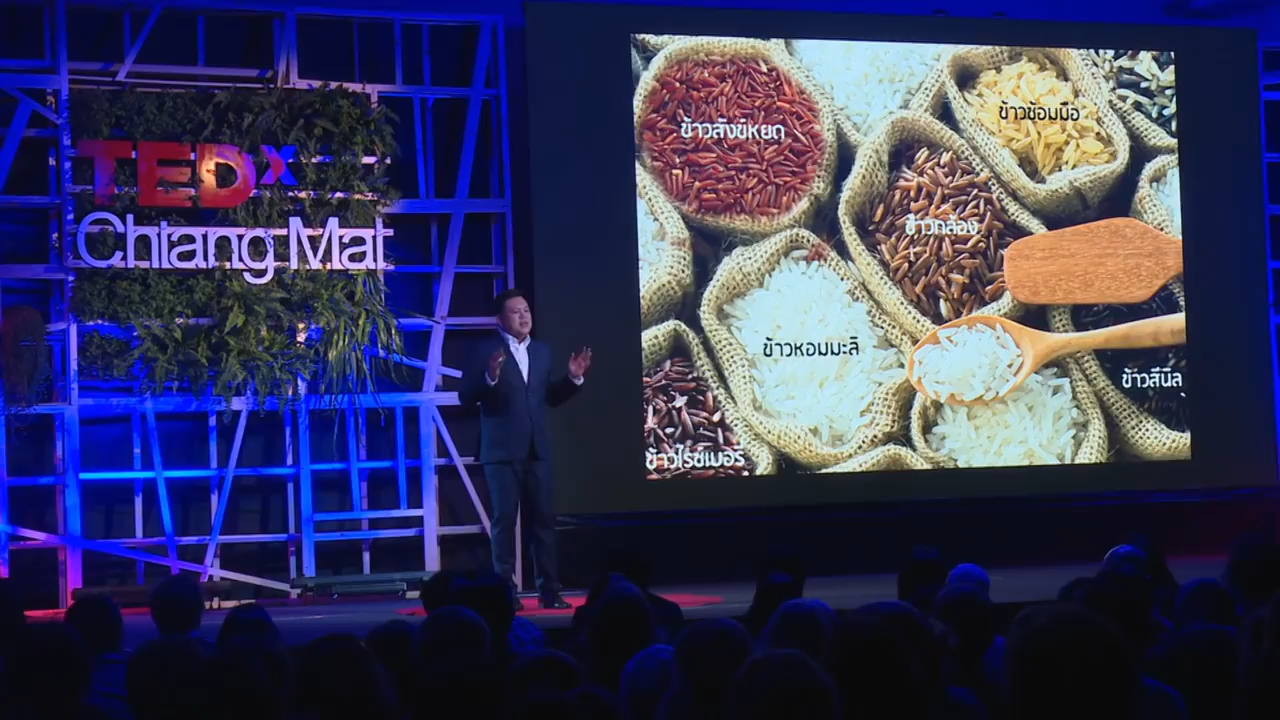 TEDx
Chiang Mai
ข้าวสังข์หยด
ข้าวซ้อมมือ
ข้าวกล้อง
ข้าวหอมมะลิ
ข้าวสีนิล
ข้าวไรซ์เบอรี่